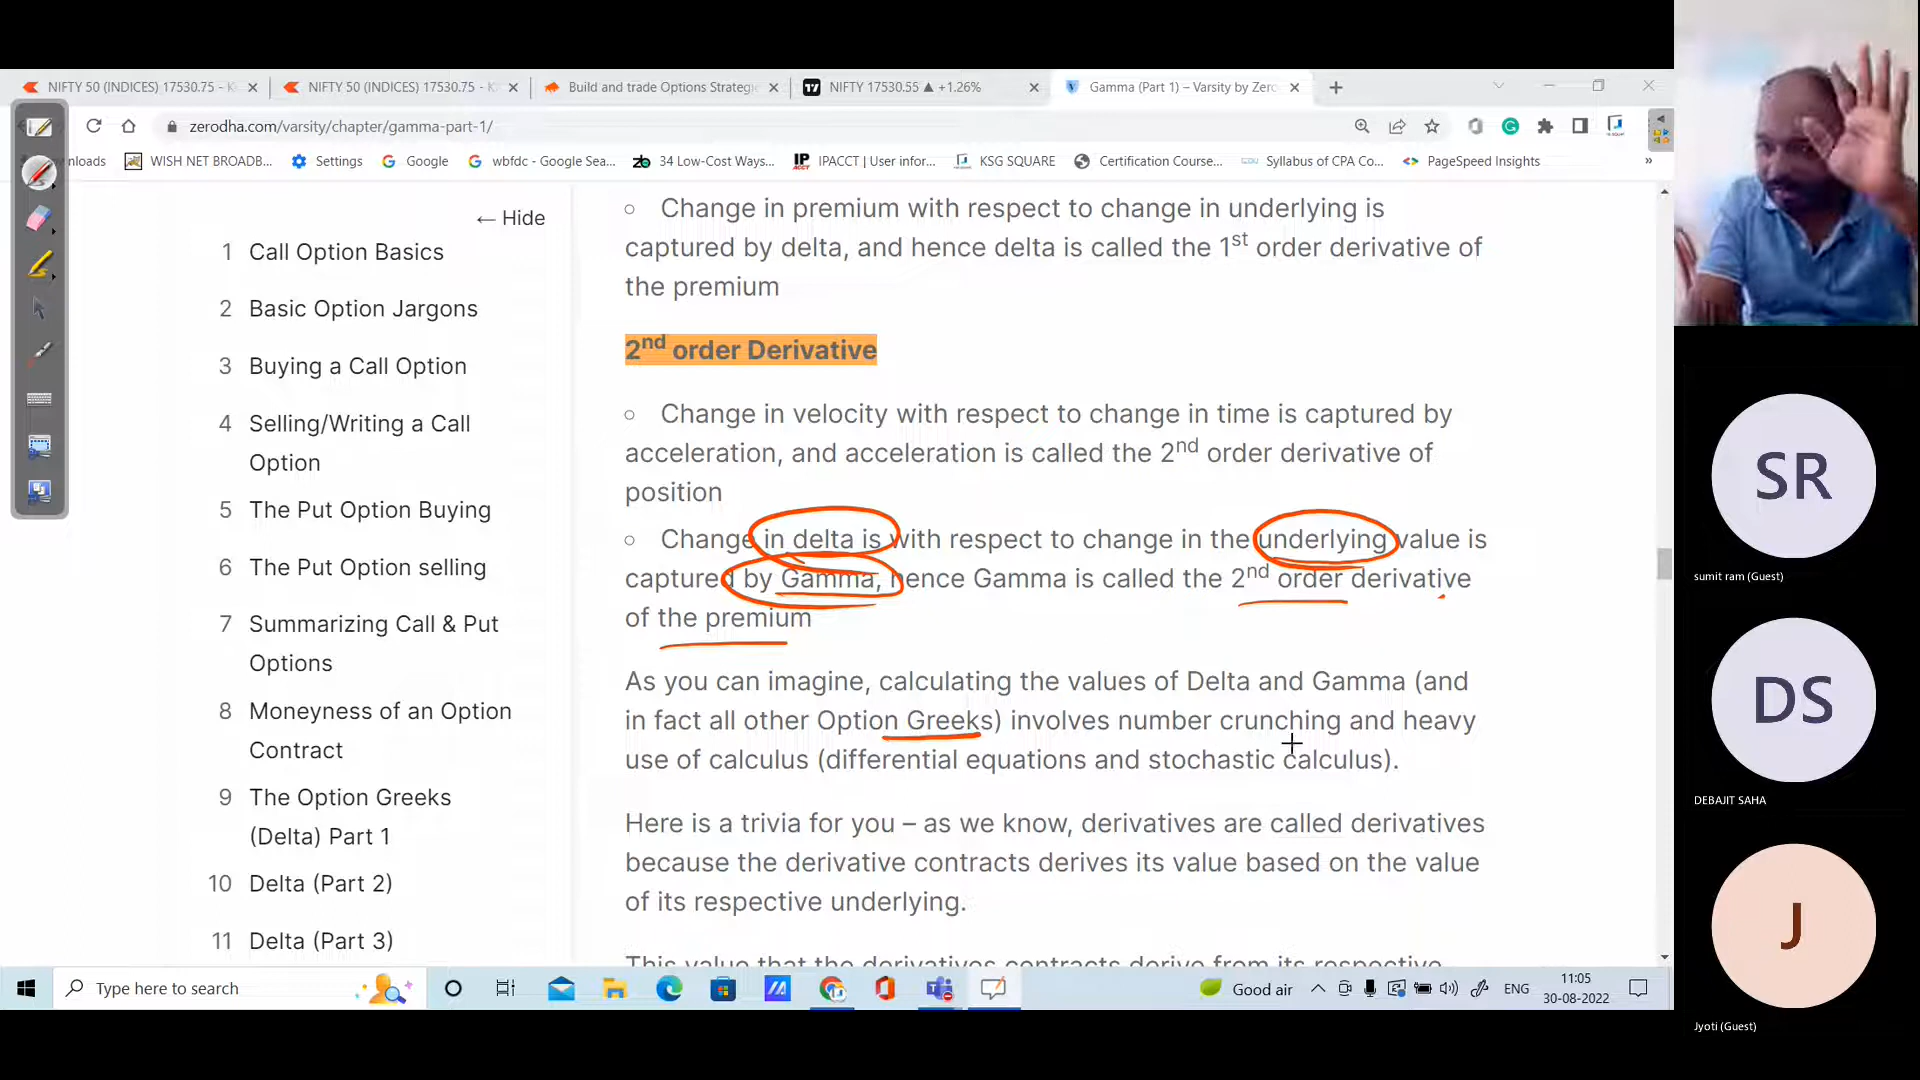 NIFTY 50 (INDICES) 17530.75 - K
NIFTY 50 (INDICES) 17530.75 - K
Build and trade Options Strategi
NIFTY 17530.55 ▲ +1.26%
Gamma (Part 1) – Varsity by Zero
zerodha.com/varsity/chapter/gamma-part-1/
nloads
WISH NET BROADB...
Settings
Google
wbfdc - Google Sea...
34 Low-Cost Ways...
IPACCT | User infor...
KSG SQUARE
Certification Course...
Syllabus of CPA Co...
PageSpeed Insights
»
← Hide
1 Call Option Basics
2 Basic Option Jargons
3 Buying a Call Option
4 Selling/Writing a Call
Option
5 The Put Option Buying
6 The Put Option selling
7 Summarizing Call & Put
Options
8 Moneyness of an Option
Contract
9 The Option Greeks
(Delta) Part 1
10 Delta (Part 2)
11 Delta (Part 3)
Change in premium with respect to change in underlying is
captured by delta, and hence delta is called the 1st order derivative of
the premium
2nd order Derivative
Change in velocity with respect to change in time is captured by
acceleration, and acceleration is called the 2nd order derivative of
position
Change in delta is with respect to change in the underlying value is
captured by Gamma, hence Gamma is called the 2nd order derivative
of the premium
As you can imagine, calculating the values of Delta and Gamma (and
in fact all other Option Greeks) involves number crunching and heavy
use of calculus (differential equations and stochastic calculus).
Here is a trivia for you – as we know, derivatives are called derivatives
because the derivative contracts derives its value based on the value
of its respective underlying.
This value that the derivatives contracts derive from its respective
SR
sumit ram (Guest)
DS
DEBAJIT SAHA
J
Jyoti (Guest)
Type here to search
Good air
ENG
11:05
30-08-2022